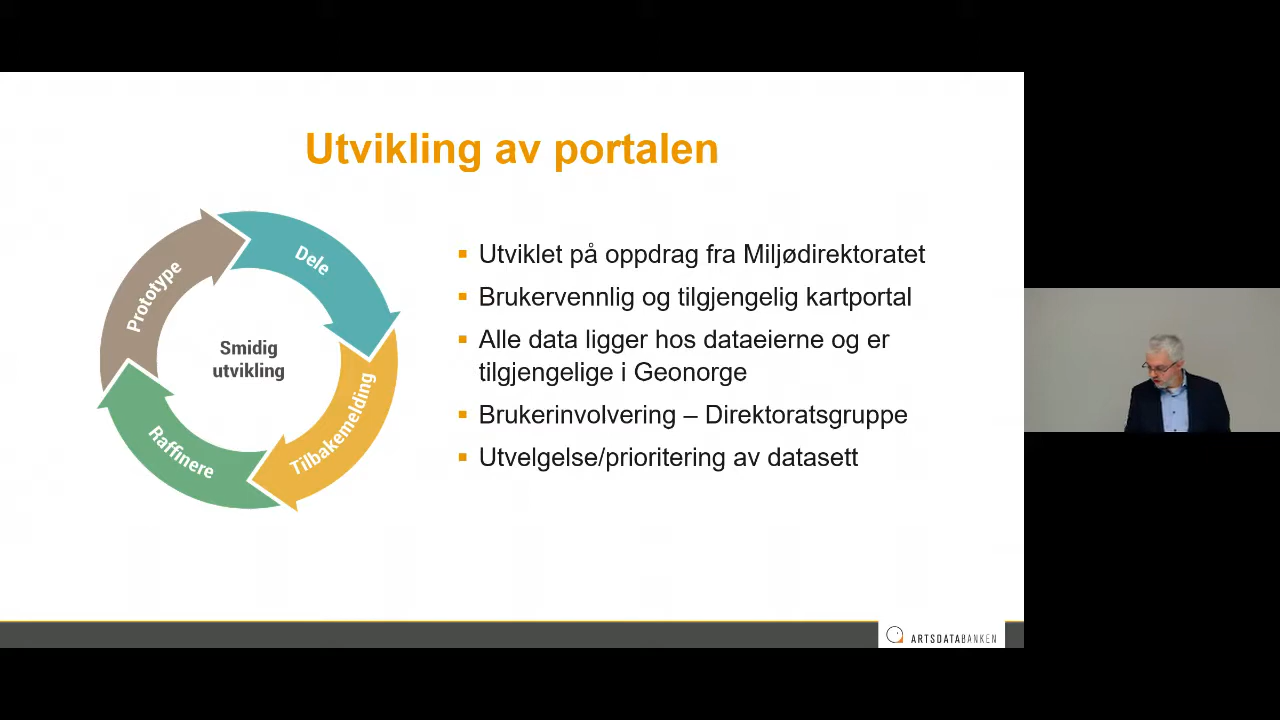 Utvikling av portalen
Prototype
Dele
Tilbakemelding
Raffinere
Smidig
utvikling
▪ Utviklet på oppdrag fra Miljødirektoratet
▪ Brukervennlig og tilgjengelig kartportal
▪ Alle data ligger hos dataeierne og er
tilgjengelige i Geonorge
▪ Brukerinvolvering – Direktoratsgruppe
▪ Utvelgelse/prioritering av datasett
ARTSDATABANKEN